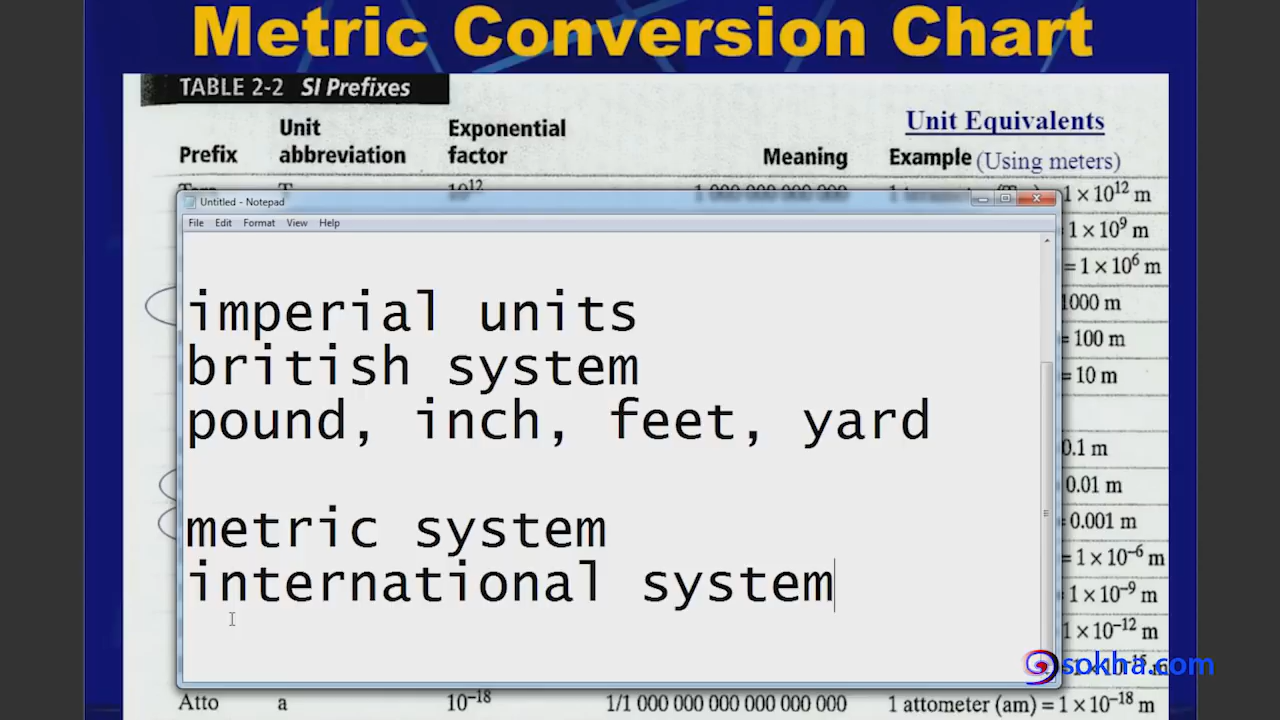 Metric Conversion Chart
TABLE 2-2 SI Prefixes
Unit Equivalents
Prefix Unit abbreviation Exponential factor Meaning Example (Using meters)
10¹² 1 × 10¹² m
Untitled - Notepad
1 × 10⁹ m
File Edit Format View Help
= 1 × 10⁶ m
imperial units
1000 m
= 100 m
british system
= 10 m
pound, inch, feet, yard
0.1 m
= 0.01 m
metric system
= 0.001 m
= 1 × 10⁻⁶ m
international system
= 1 × 10⁻⁹ m
1 × 10⁻¹² m
sokha.com
Atto a 10⁻¹⁸ 1/1 000 000 000 000 000 000 1 attometer (am) = 1 × 10⁻¹⁸ m